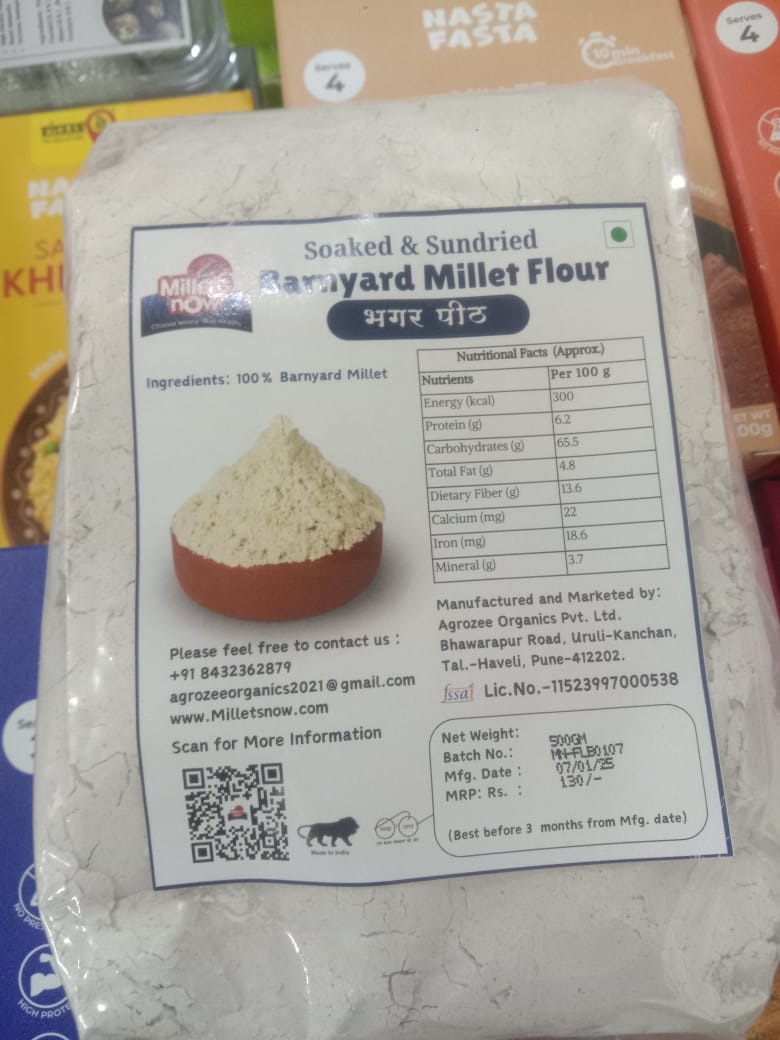 NASTA
FASTA
Serves
4
10 min
Breakfast
Serves
4
Soaked & Sundried
Barnyard Millet Flour
भगर पीठ
Millets
now
Ingredients: 100% Barnyard Millet
Nutritional Facts (Approx.)
Nutrients Per 100 g
Energy (kcal) 300
Protein (g) 6.2
Carbohydrates (g) 65.5
Total Fat (g) 4.8
Dietary Fiber (g) 13.6
Calcium (mg) 22
Iron (mg) 18.6
Mineral (g) 3.7
Manufactured and Marketed by:
Agrozee Organics Pvt. Ltd.
Bhawarapur Road, Uruli-Kanchan,
Tal.-Haveli, Pune-412202.
fssai Lic.No.-11523997000538
Please feel free to contact us :
+91 8432362879
agrozeeorganics2021@gmail.com
www.Milletsnow.com
Scan for More Information
Made in India
Net Weight: 500GM
Batch No.: MN-FLB0107
Mfg. Date : 07/01/25
MRP: Rs. : 130/-
(Best before 3 months from Mfg. date)